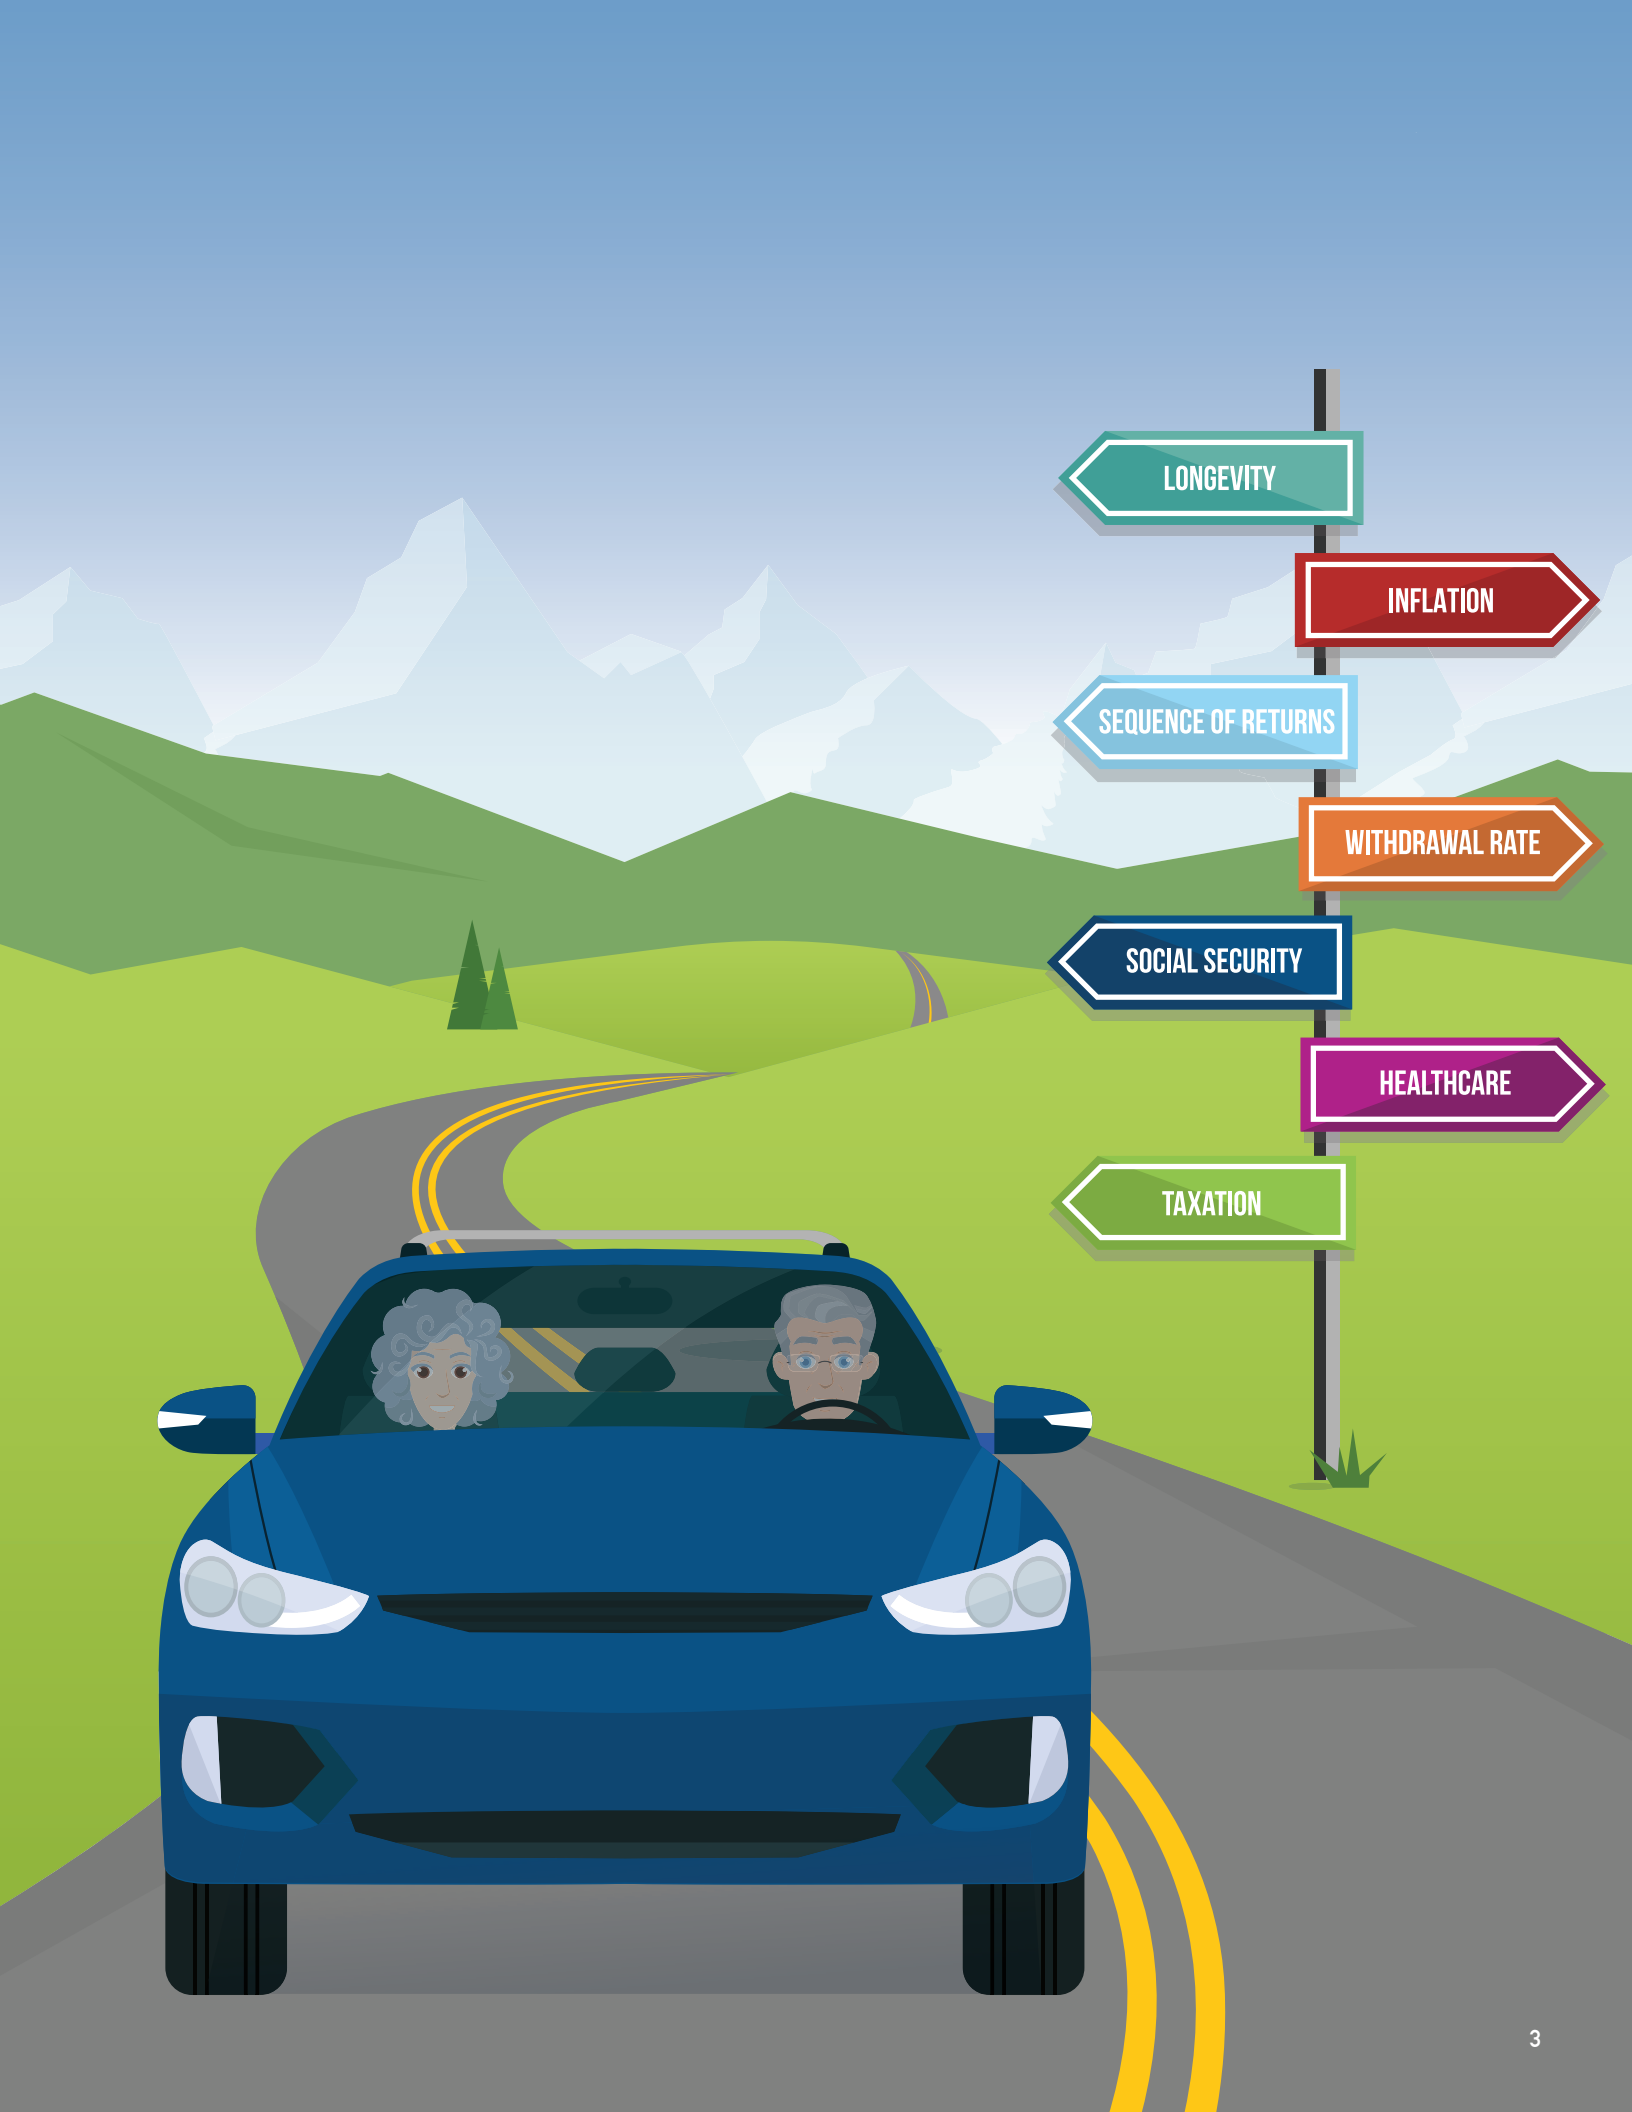 LONGEVITY
INFLATION
SEQUENCE OF RETURNS
WITHDRAWAL RATE
SOCIAL SECURITY
HEALTHCARE
TAXATION
3